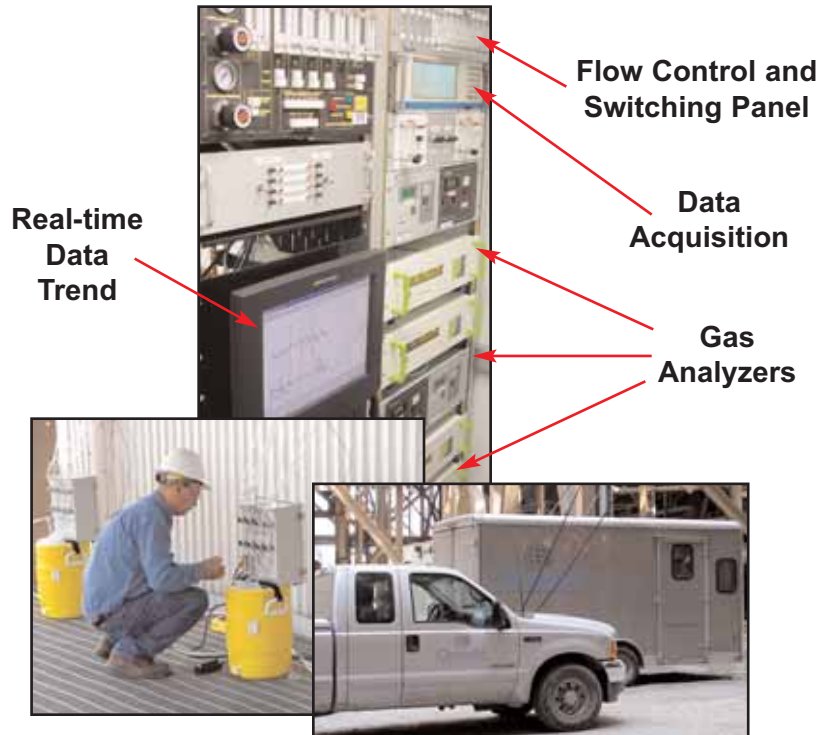 Flow Control and
Switching Panel
Real-time
Data
Trend
Data
Acquisition
Gas
Analyzers